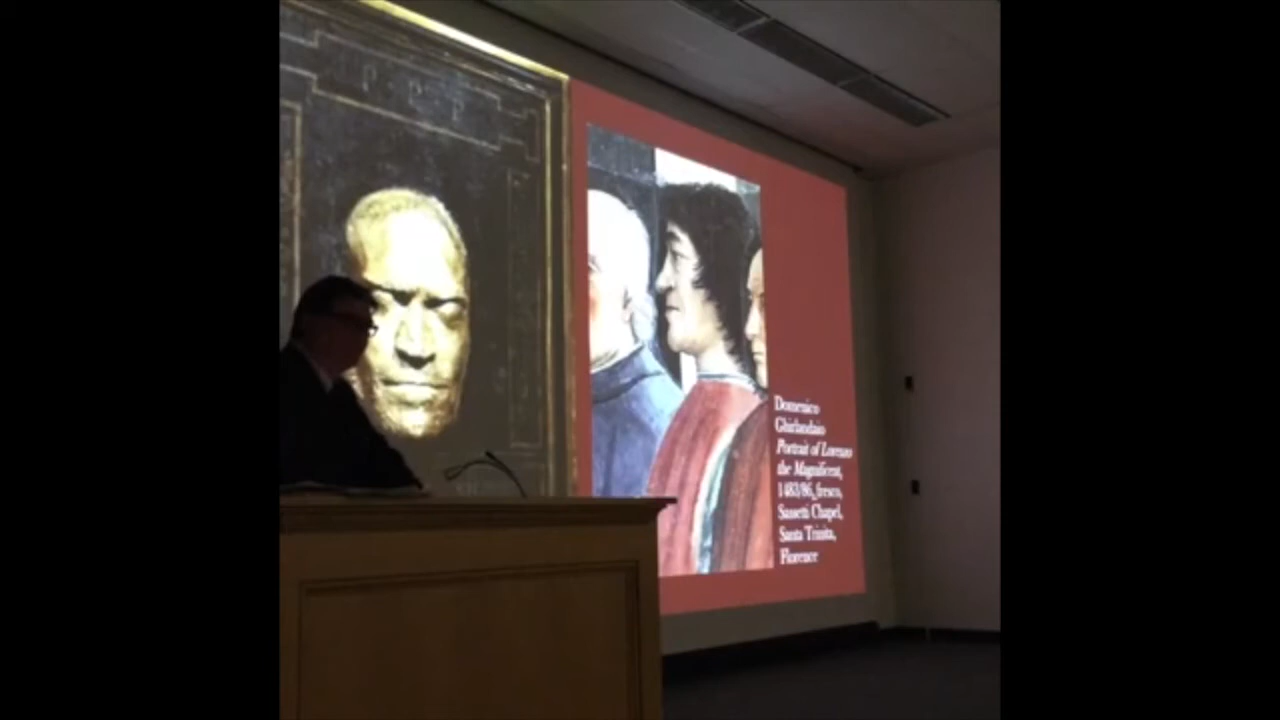 Domenico
Ghirlandaio
Portrait of Lorenzo
the Magnificent,
1483/86, fresco,
Sassetti Chapel,
Santa Trinita,
Florence